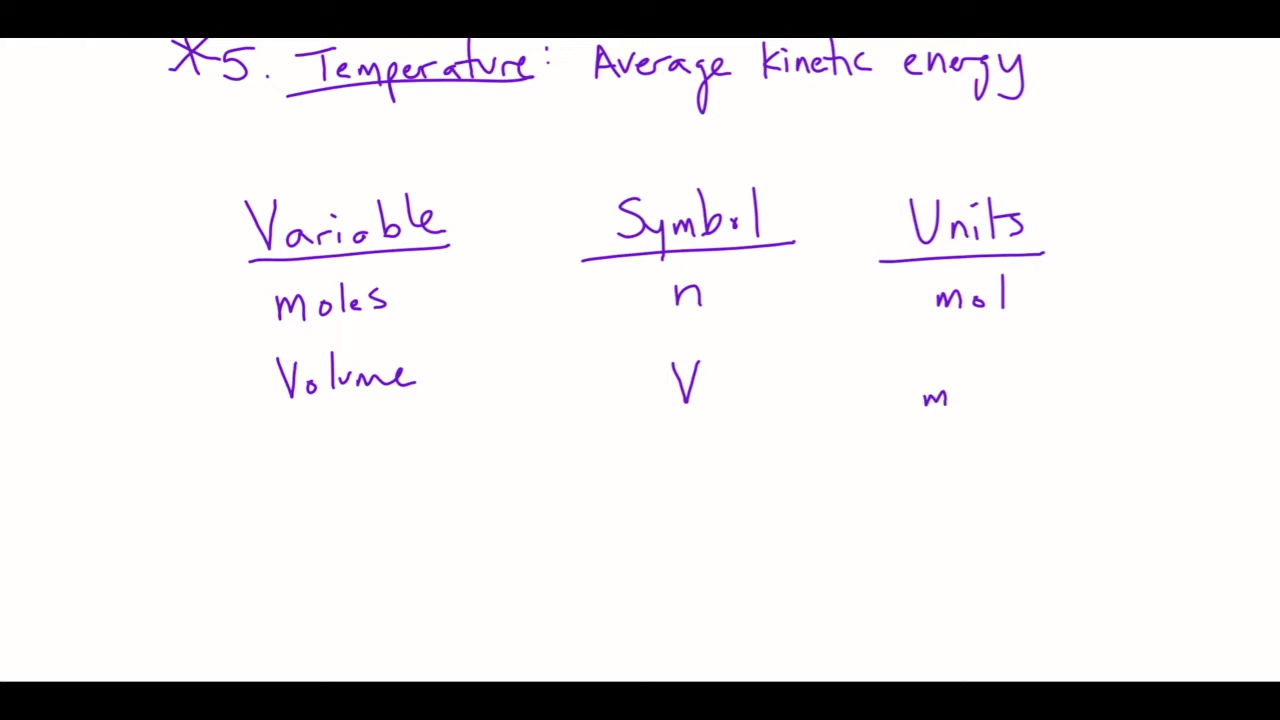 *5. Temperature: Average kinetic energy
Variable Symbol Units
moles n mol
Volume V m